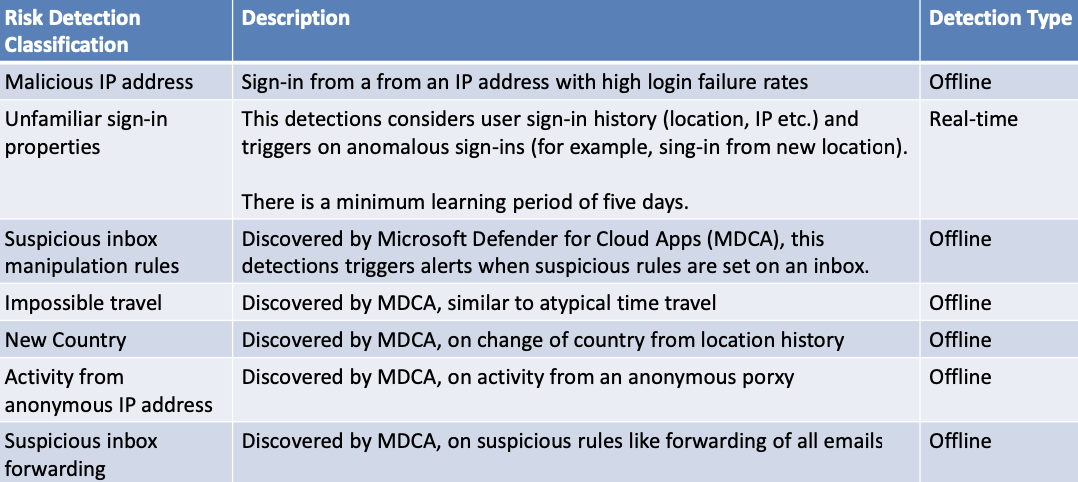 Risk Detection Classification | Description | Detection Type
Malicious IP address | Sign-in from a from an IP address with high login failure rates | Offline
Unfamiliar sign-in properties | This detections considers user sign-in history (location, IP etc.) and triggers on anomalous sign-ins (for example, sing-in from new location). There is a minimum learning period of five days. | Real-time
Suspicious inbox manipulation rules | Discovered by Microsoft Defender for Cloud Apps (MDCA), this detections triggers alerts when suspicious rules are set on an inbox. | Offline
Impossible travel | Discovered by MDCA, similar to atypical time travel | Offline
New Country | Discovered by MDCA, on change of country from location history | Offline
Activity from anonymous IP address | Discovered by MDCA, on activity from an anonymous porxy | Offline
Suspicious inbox forwarding | Discovered by MDCA, on suspicious rules like forwarding of all emails | Offline